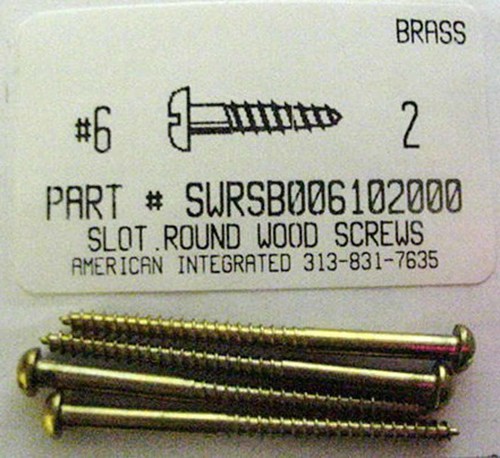 BRASS
#6 2
PART # SWRSB006102000
SLOT.ROUND WOOD SCREWS
AMERICAN INTEGRATED 313-831-7635